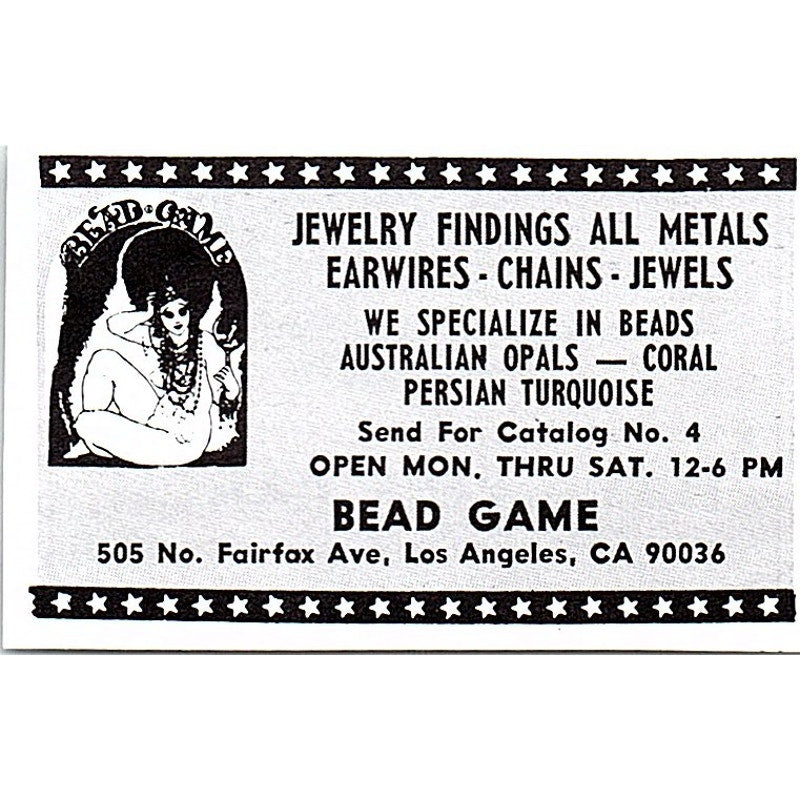 BEAD·GAME
JEWELRY FINDINGS ALL METALS
EARWIRES - CHAINS - JEWELS
WE SPECIALIZE IN BEADS
AUSTRALIAN OPALS — CORAL
PERSIAN TURQUOISE
Send For Catalog No. 4
OPEN MON. THRU SAT. 12-6 PM
BEAD GAME
505 No. Fairfax Ave, Los Angeles, CA 90036